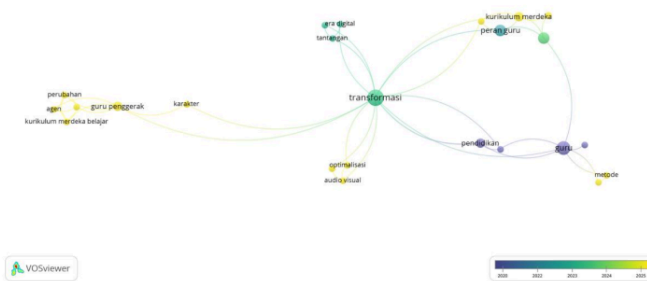 kurikulum merdeka
era digital
peran guru
tantangan
transformasi
perubahan
agen
guru penggerak
karakter
kurikulum merdeka belajar
pendidikan
guru
optimalisasi
metode
audio visual
VOSviewer
2020 2022 2023 2024 2025